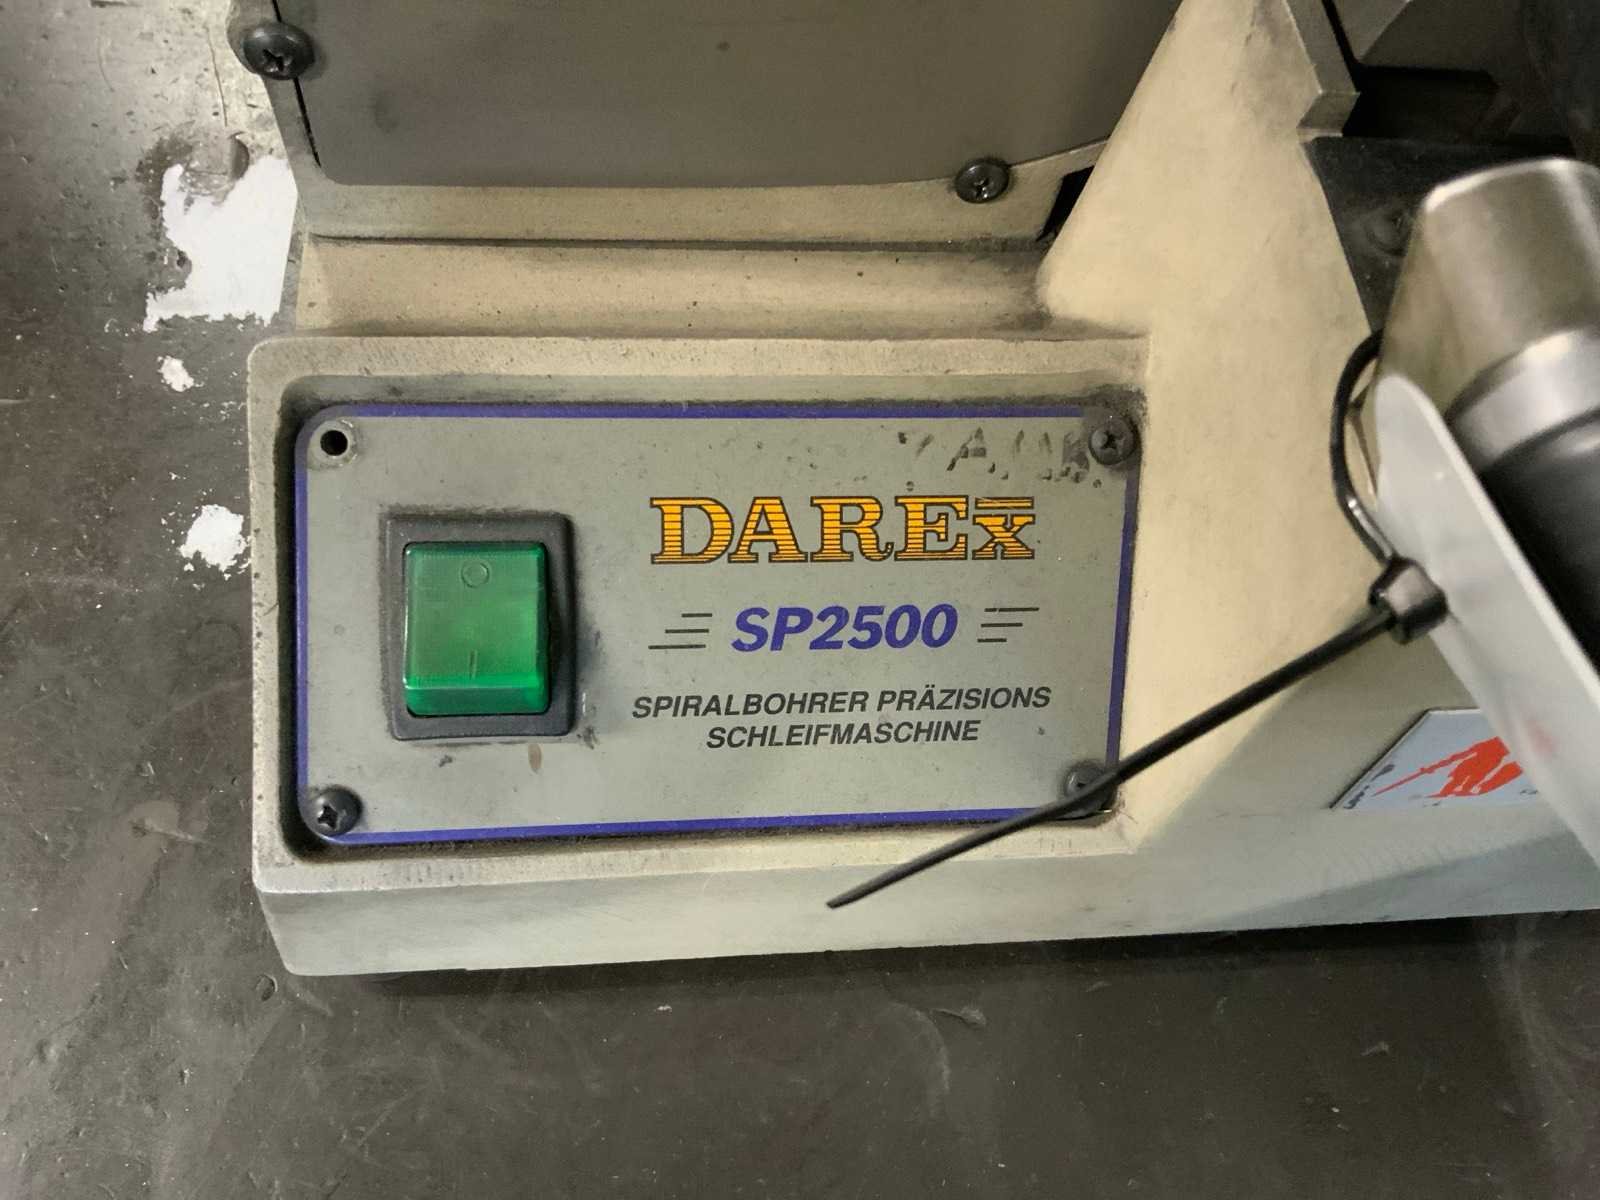 DAREX
SP2500
SPIRALBOHRER PRÄZISIONS
SCHLEIFMASCHINE